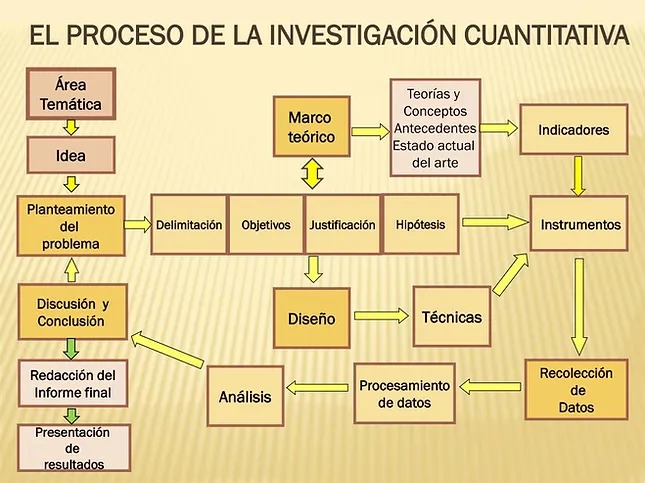 EL PROCESO DE LA INVESTIGACIÓN CUANTITATIVA
Área
Temática
Idea
Planteamiento
del
problema
Delimitación
Objetivos
Justificación
Hipótesis
Marco
teórico
Teorías y
Conceptos
Antecedentes
Estado actual
del arte
Indicadores
Instrumentos
Diseño
Técnicas
Recolección
de
Datos
Procesamiento
de datos
Análisis
Discusión y
Conclusión
Redacción del
Informe final
Presentación
de
resultados